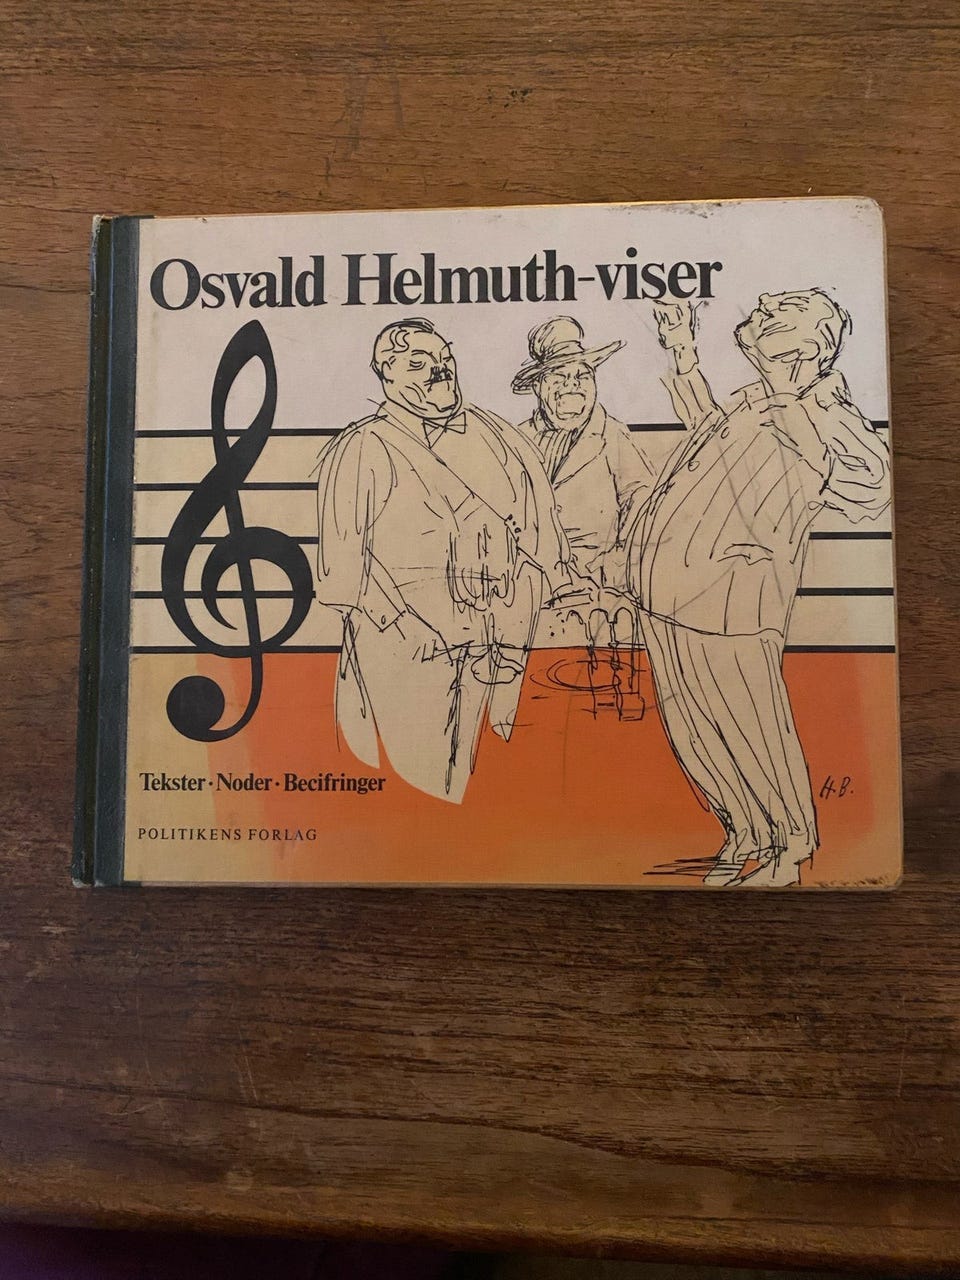 Osvald Helmuth-viser
Tekster · Noder · Becifringer
POLITIKENS FORLAG
H.B.